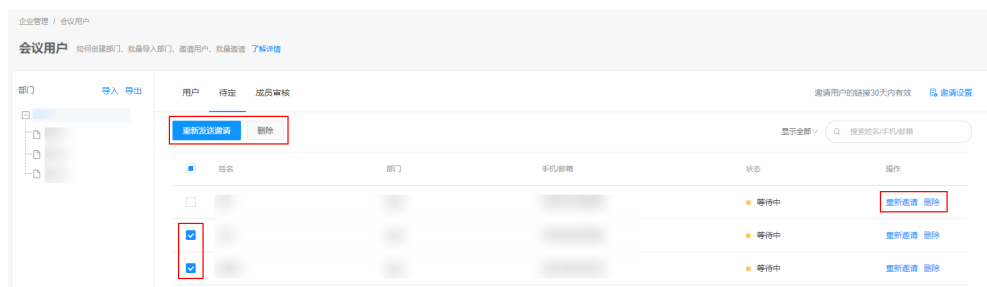 企业管理 / 会议用户
会议用户 如何创建部门、批量导入部门、邀请用户、批量邀请 了解详情
部门 导入 导出
用户 待定 成员审核 邀请用户的链接30天内有效 邀请设置
重新发送邀请 删除 显示全部 搜索姓名/手机/邮箱
姓名 部门 手机/邮箱 状态 操作
等待中 重新邀请 删除
等待中 重新邀请 删除
等待中 重新邀请 删除